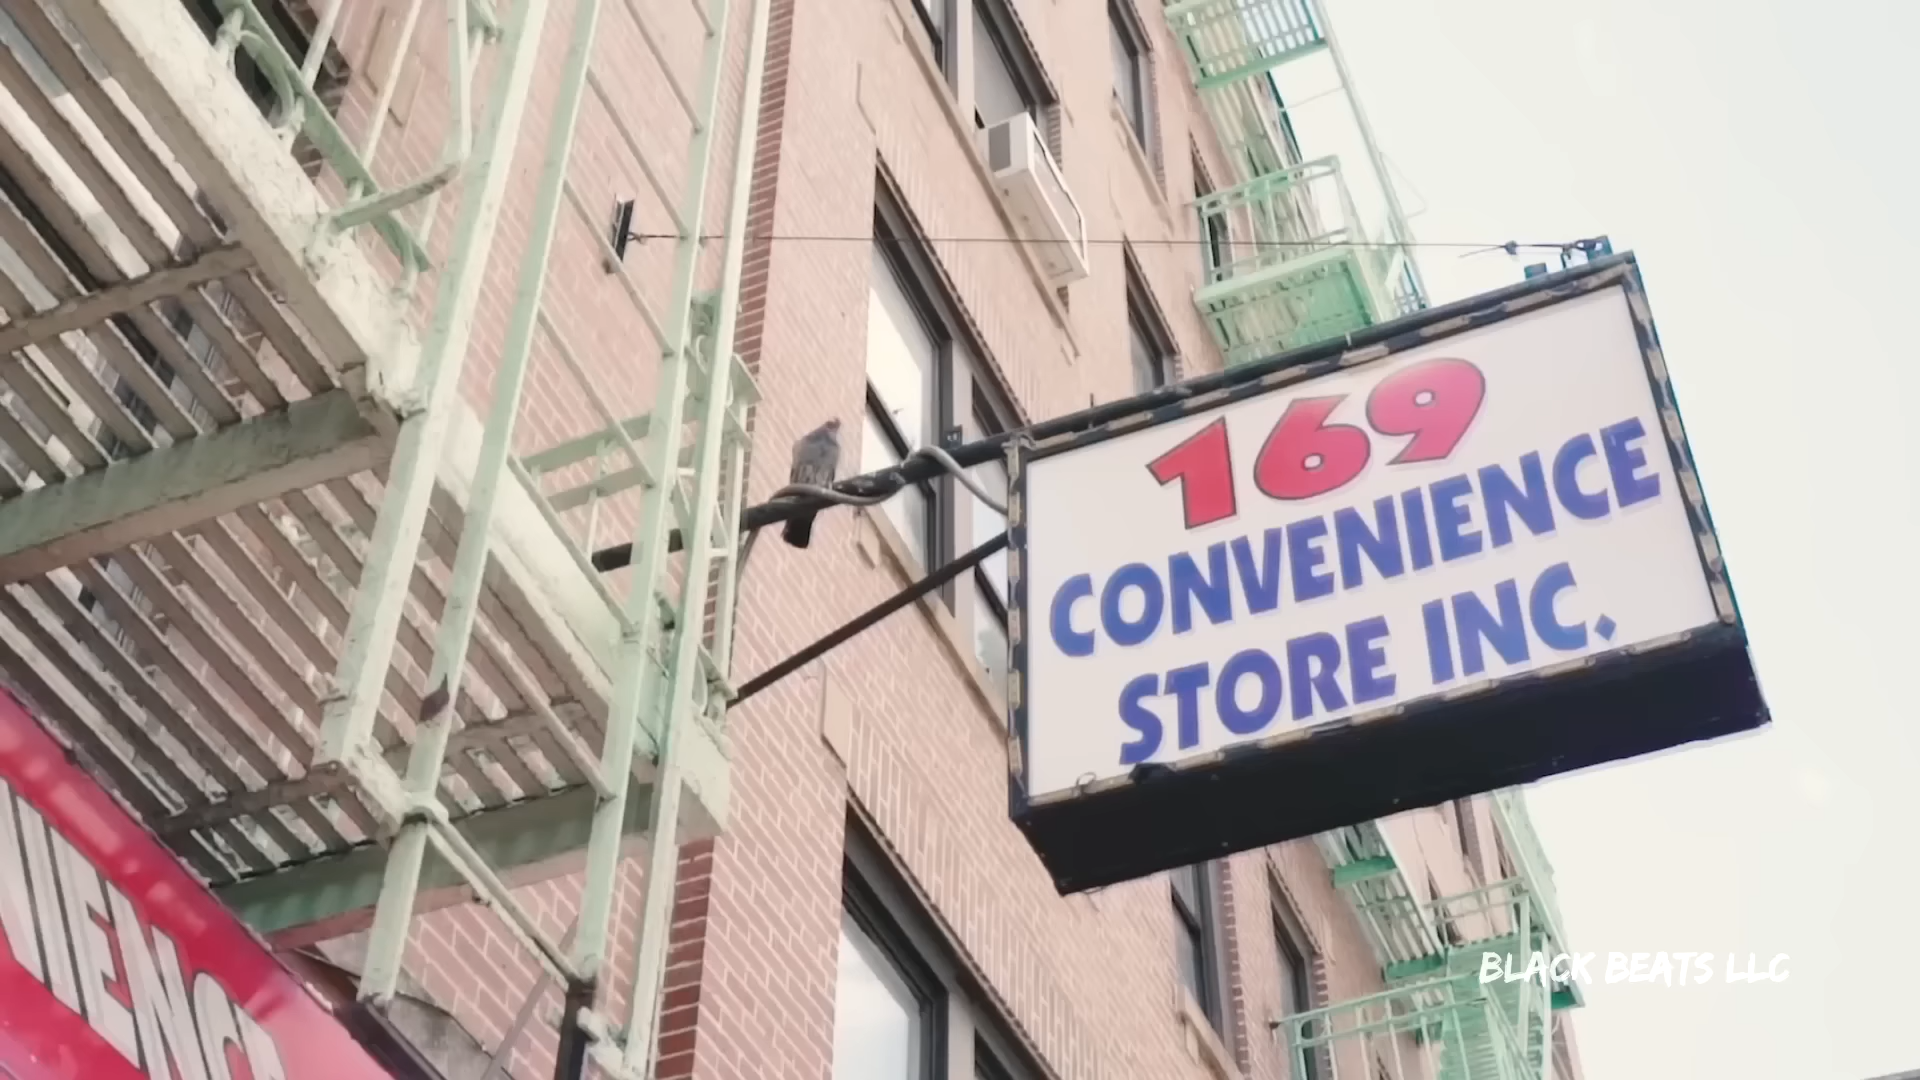 169
CONVENIENCE
STORE INC.
BLACK BEATS LLC